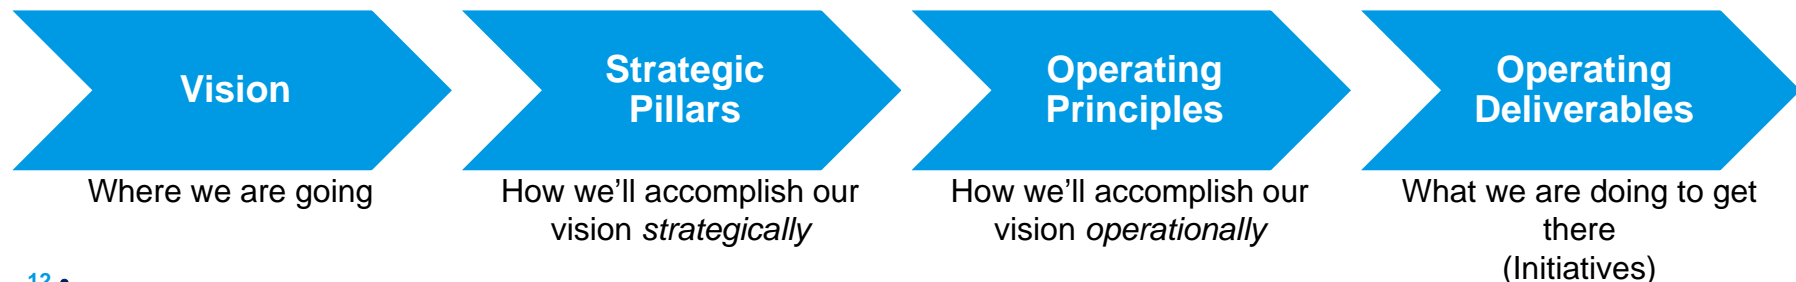 Vision
Where we are going
Strategic
Pillars
How we’ll accomplish our
vision strategically
Operating
Principles
How we’ll accomplish our
vision operationally
Operating
Deliverables
What we are doing to get
there
(Initiatives)
12 •